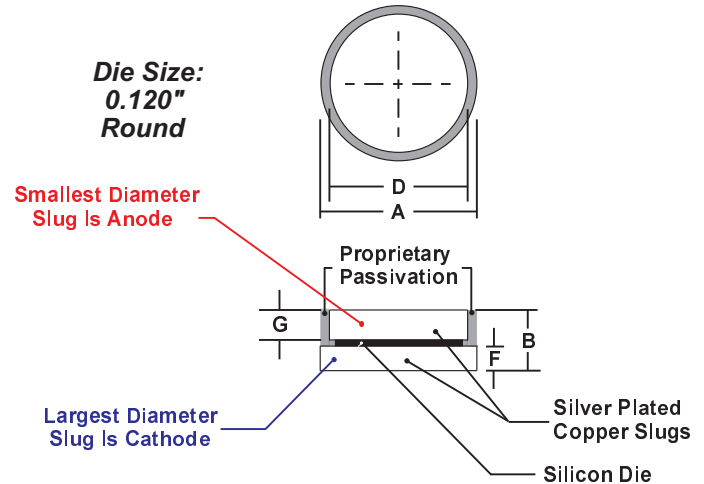 Die Size:
0.120"
Round
D
A
Smallest Diameter
Slug Is Anode
Proprietary
Passivation
G
B
F
Largest Diameter
Slug Is Cathode
Silver Plated
Copper Slugs
Silicon Die